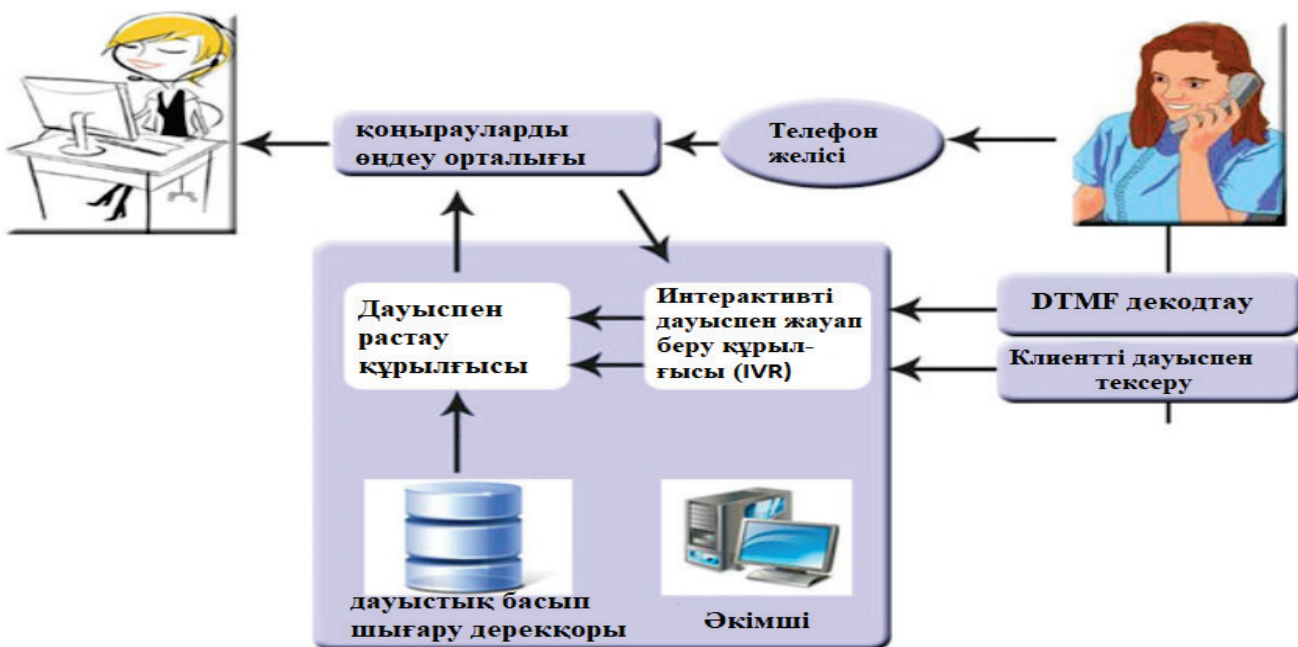 қоңырауларды
өңдеу орталығы
Телефон
желісі
Дауыспен
растау
құрылғысы
Интерактивті
дауыспен жауап
беру құрыл-
ғысы (IVR)
DTMF декодтау
Клиентті дауыспен
тексеру
дауыстық басып
шығару дерекқоры
Әкімші